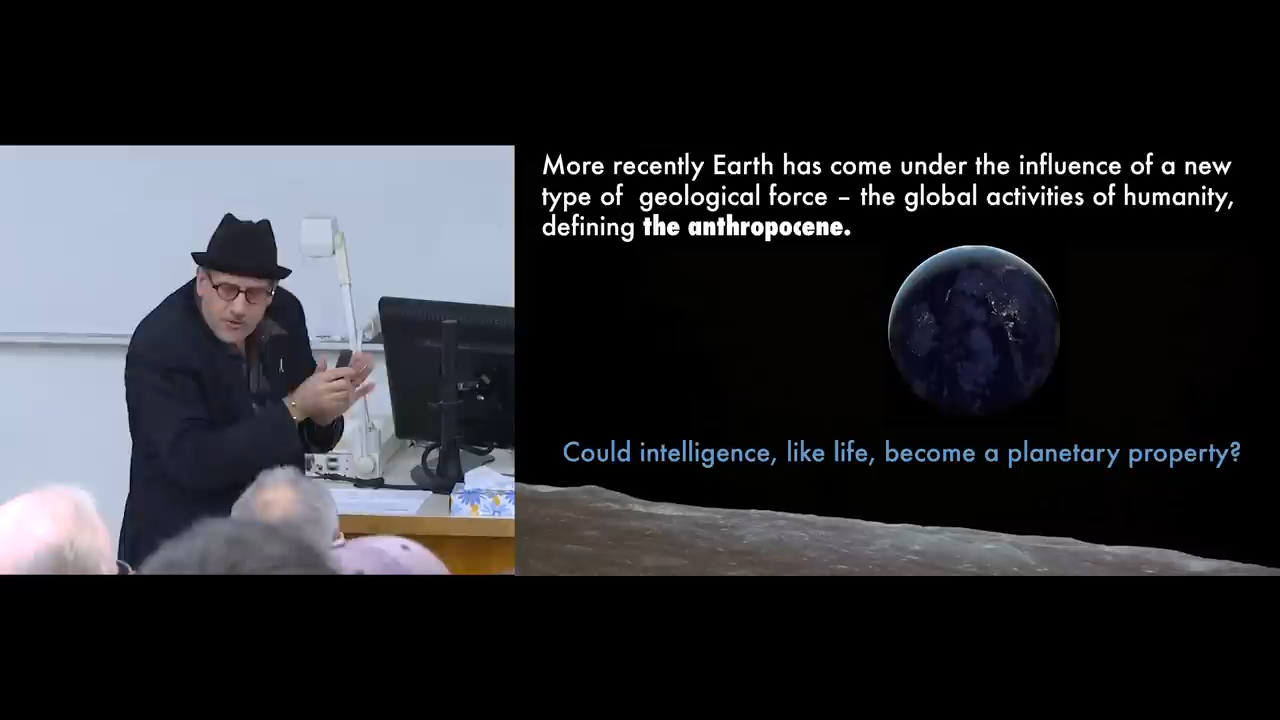 More recently Earth has come under the influence of a new
type of  geological force – the global activities of humanity,
defining the anthropocene.
Could intelligence, like life, become a planetary property?